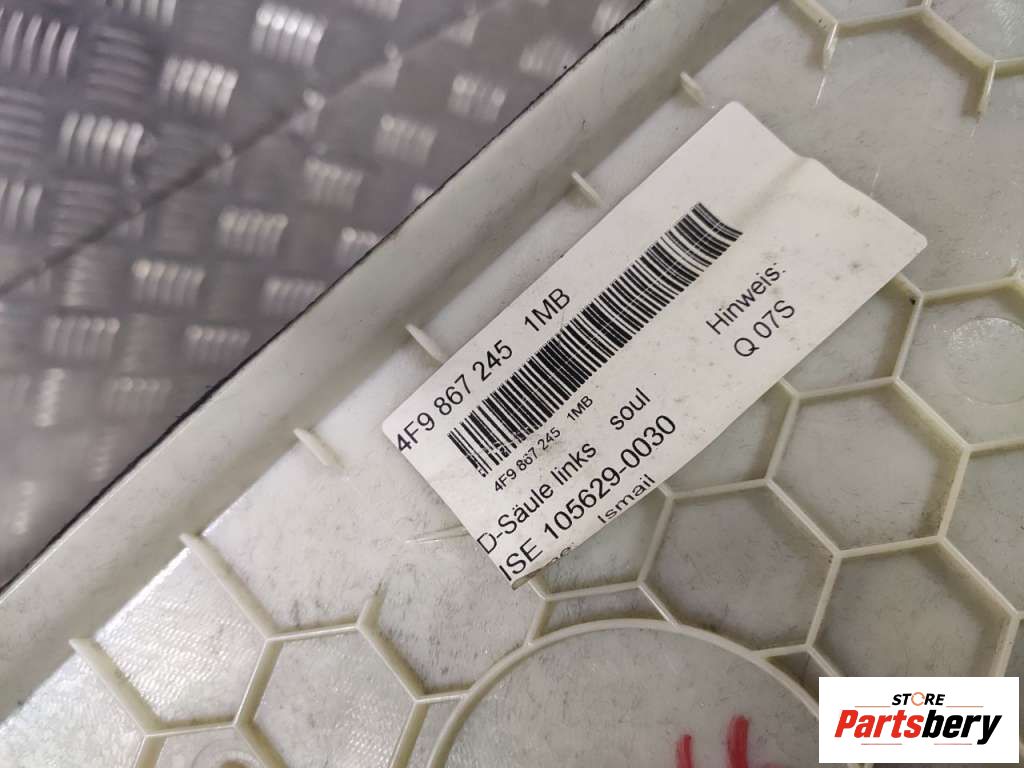 4F9 867 245 1MB
4F9 867 245 1MB
D-Säule links soul
ISE 105629-0030
Ismail
Hinweis:
Q 07S
STORE
Partsbery